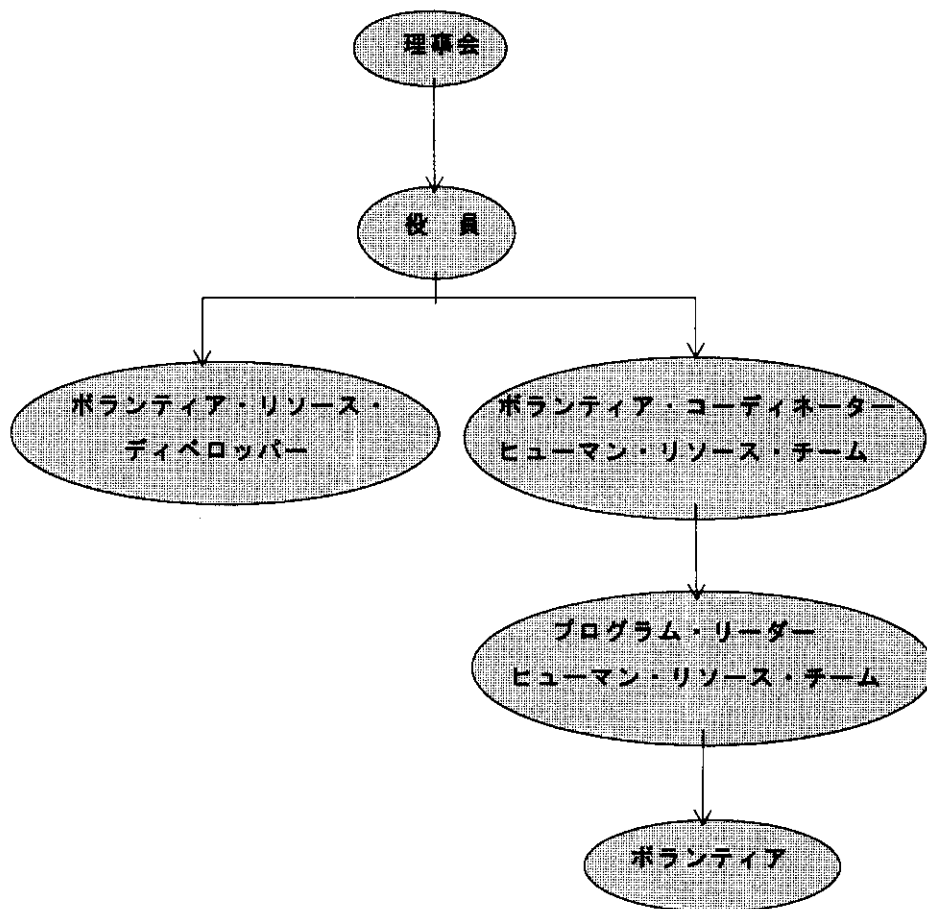 理事会
役 員
ボランティア・リソース・
ディベロッパー
ボランティア・コーディネーター
ヒューマン・リソース・チーム
プログラム・リーダー
ヒューマン・リソース・チーム
ボランティア